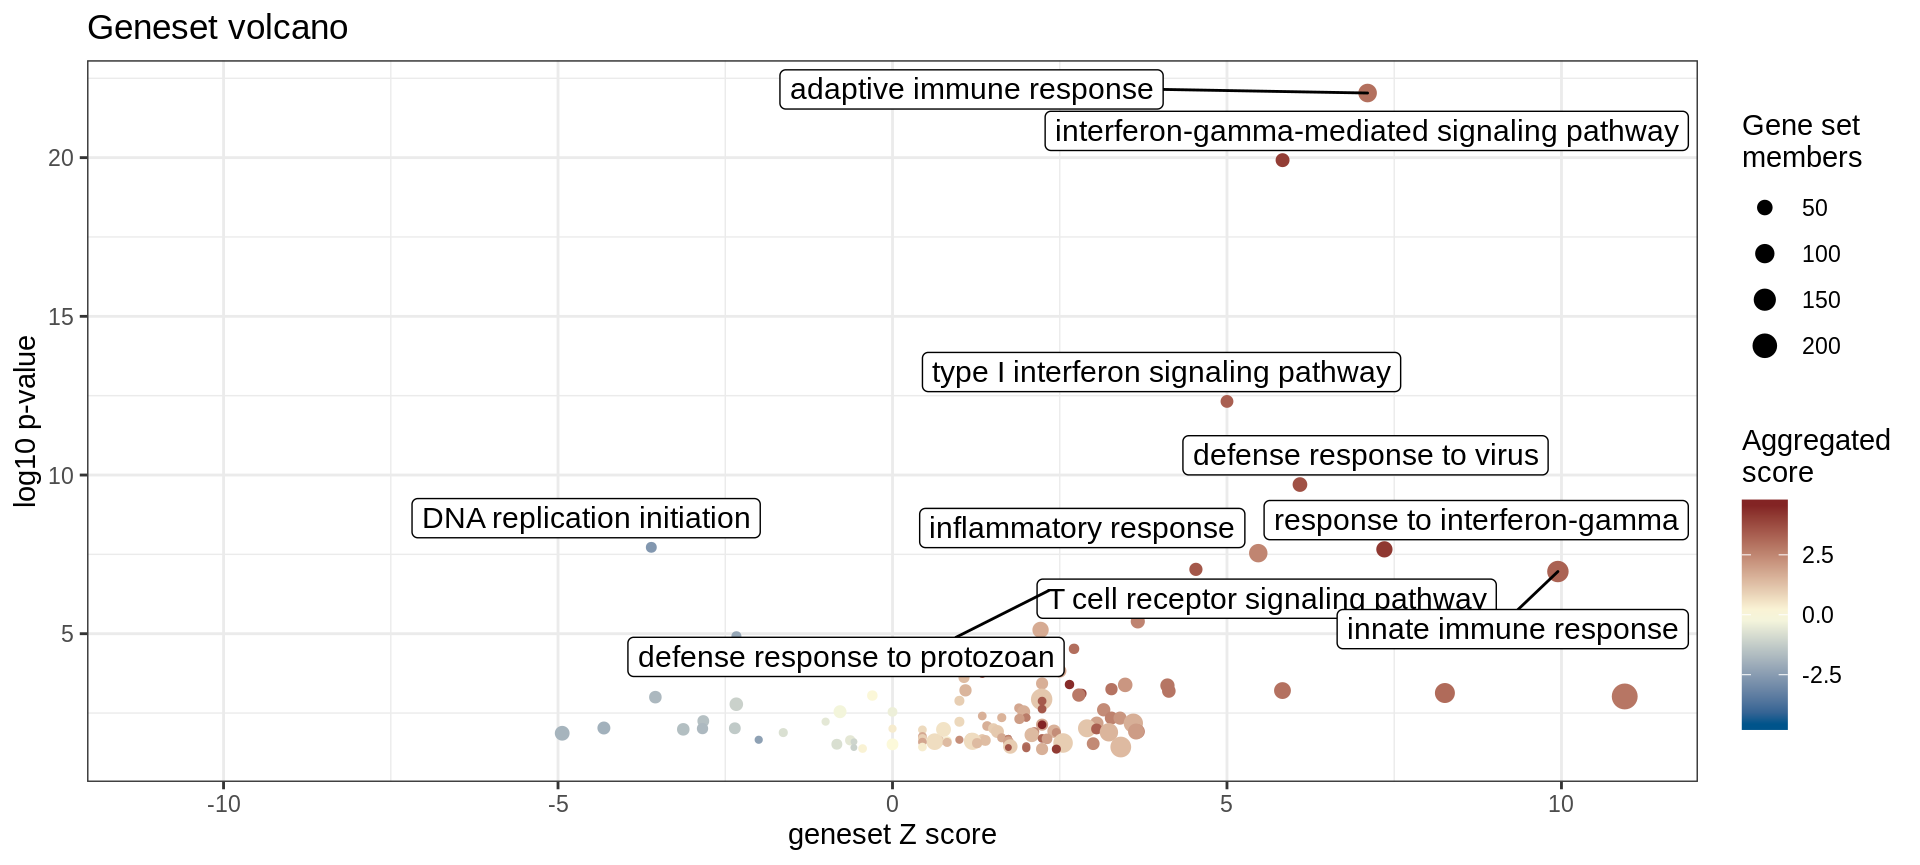 Geneset volcano
adaptive immune response
interferon-gamma-mediated signaling pathway
type I interferon signaling pathway
defense response to virus
DNA replication initiation
inflammatory response
response to interferon-gamma
T cell receptor signaling pathway
innate immune response
defense response to protozoan
20
15
10
5
log10 p-value
-10
-5
0
5
10
geneset Z score
Gene set
members
50
100
150
200
Aggregated
score
2.5
0.0
-2.5